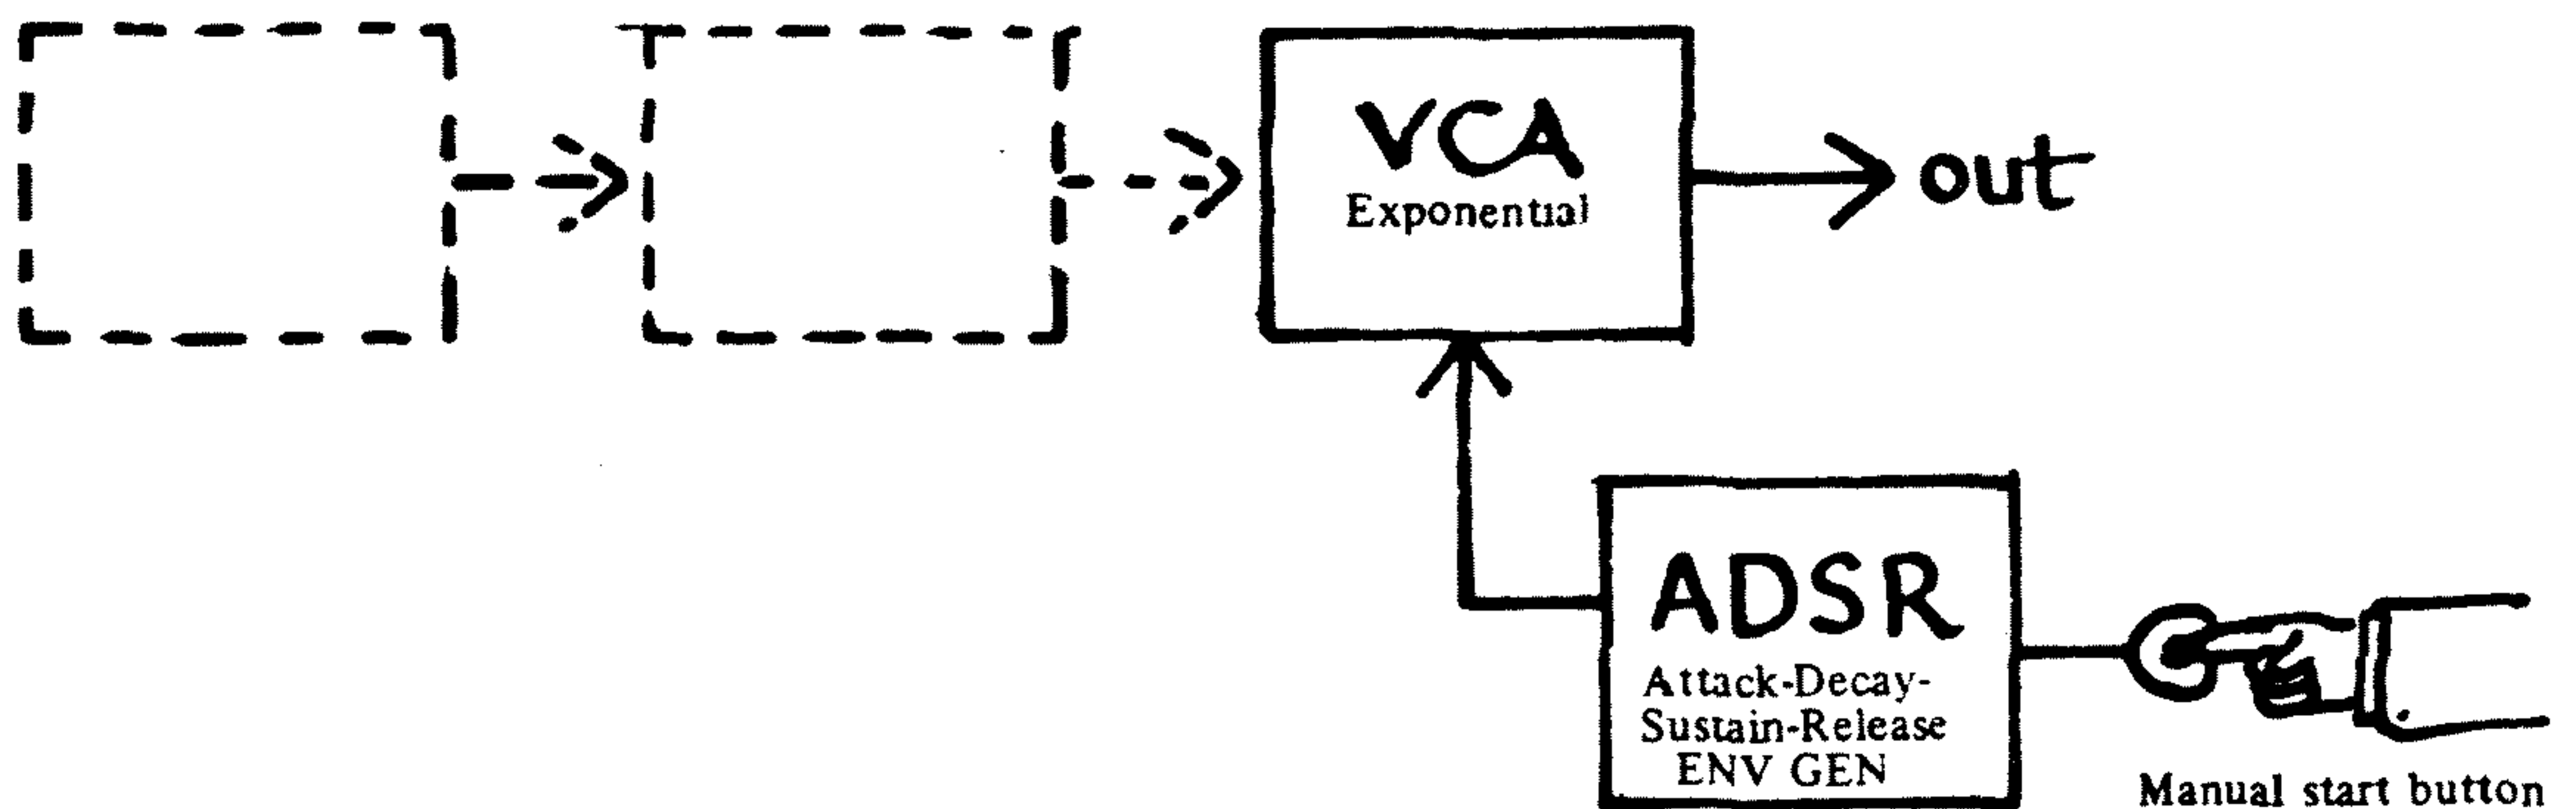 VCA
Exponential
out
ADSR
Attack-Decay-
Sustain-Release
ENV GEN
Manual start button